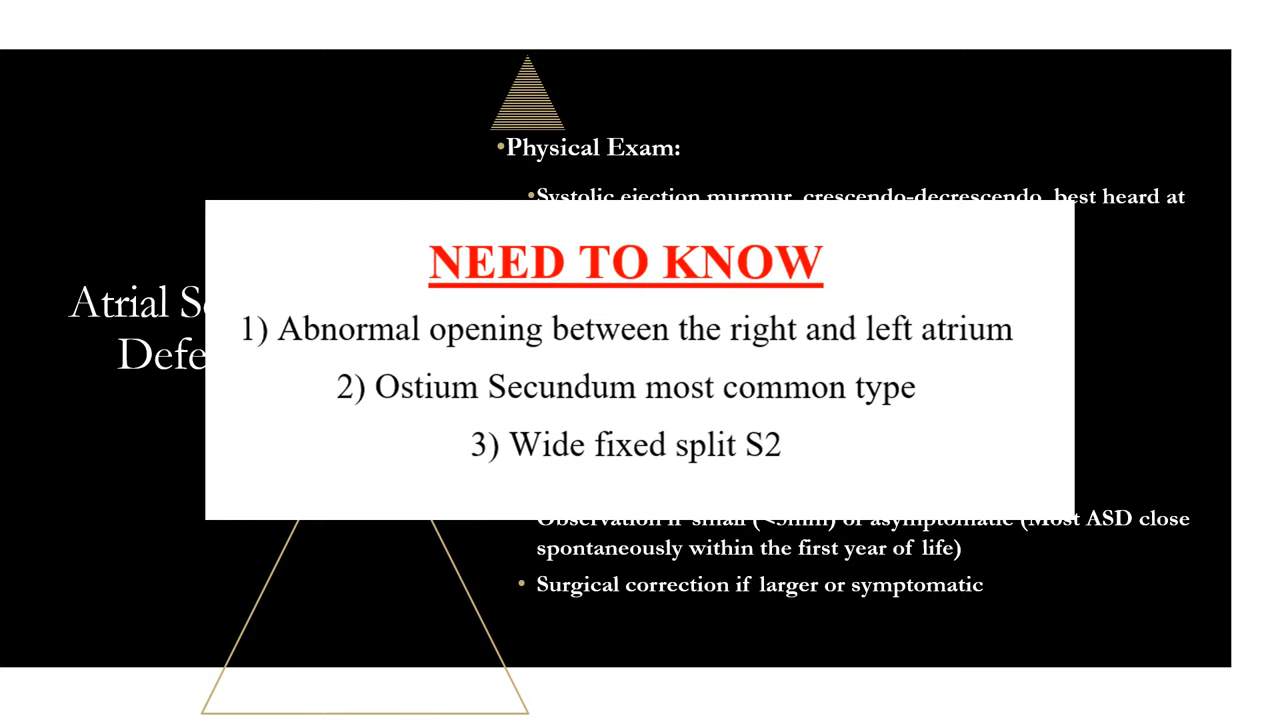 •Physical Exam:
•Systolic ejection murmur, crescendo-decrescendo, best heard at
Atrial
Defe
NEED TO KNOW
1) Abnormal opening between the right and left atrium
2) Ostium Secundum most common type
3) Wide fixed split S2
Observation if small (<5mm) or asymptomatic (Most ASD close
spontaneously within the first year of life)
• Surgical correction if larger or symptomatic